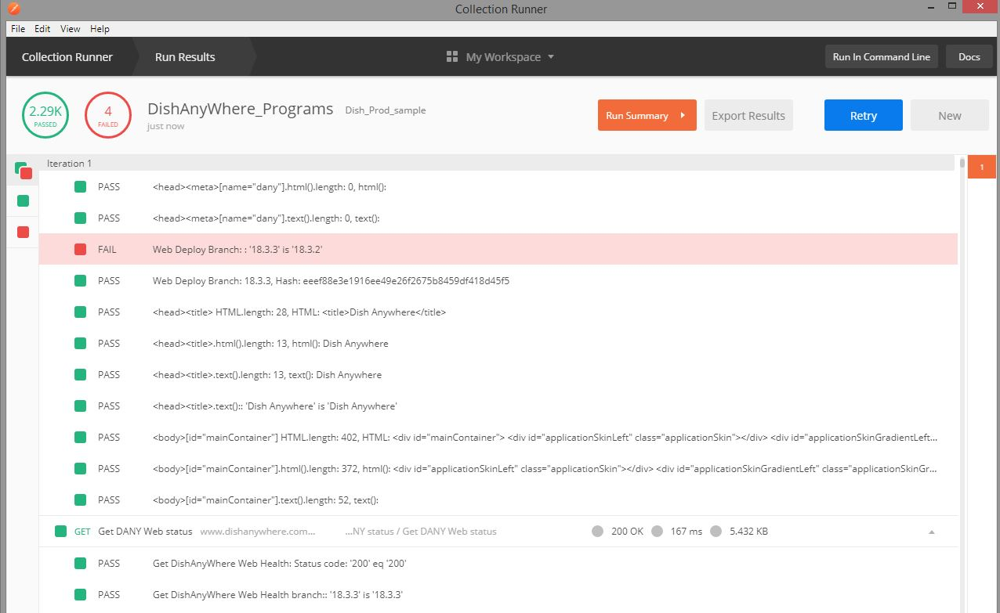 Collection Runner
File Edit View Help
Collection Runner Run Results My Workspace Run In Command Line Docs
2.29K PASSED 4 FAILED DishAnyWhere_Programs Dish_Prod_sample Run Summary Export Results Retry New
just now
Iteration 1 1
PASS <head><meta>[name="dany"].html().length: 0, html():
PASS <head><meta>[name="dany"].text().length: 0, text():
FAIL Web Deploy Branch: : '18.3.3' is '18.3.2'
PASS Web Deploy Branch: 18.3.3, Hash: eeef88e3e1916ee49e26f2675b8459df418d45f5
PASS <head><title> HTML.length: 28, HTML: <title>Dish Anywhere</title>
PASS <head><title>.html().length: 13, html(): Dish Anywhere
PASS <head><title>.text().length: 13, text(): Dish Anywhere
PASS <head><title>.text():: 'Dish Anywhere' is 'Dish Anywhere'
PASS <body>[id="mainContainer"] HTML.length: 402, HTML: <div id="mainContainer"> <div id="applicationSkinLeft" class="applicationSkin"></div> <div id="applicationSkinGradientLeft...
PASS <body>[id="mainContainer"].html().length: 372, html(): <div id="applicationSkinLeft" class="applicationSkin"></div> <div id="applicationSkinGradientLeft" class="applicationSkinGr...
PASS <body>[id="mainContainer"].text().length: 52, text():
GET Get DANY Web status www.dishanywhere.com... ...NY status / Get DANY Web status 200 OK 167 ms 5.432 KB
PASS Get DishAnyWhere Web Health: Status code: '200' eq '200'
PASS Get DishAnyWhere Web Health branch:: '18.3.3' is '18.3.3'